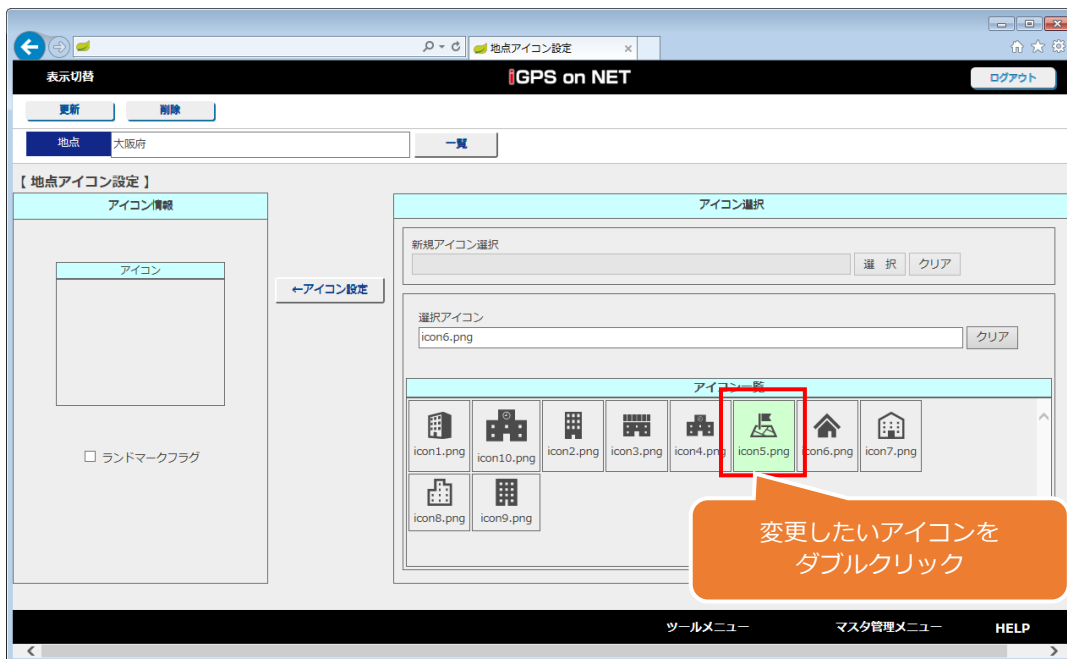 地点アイコン設定
表示切替
iGPS on NET
ログアウト
更新
削除
地点
大阪府
一覧
【 地点アイコン設定 】
アイコン情報
アイコン
ランドマークフラグ
←アイコン設定
アイコン選択
新規アイコン選択
選 択
クリア
選択アイコン
icon6.png
クリア
アイコン一覧
icon1.png
icon10.png
icon2.png
icon3.png
icon4.png
icon5.png
icon6.png
icon7.png
icon8.png
icon9.png
変更したいアイコンを
ダブルクリック
ツールメニュー
マスタ管理メニュー
HELP